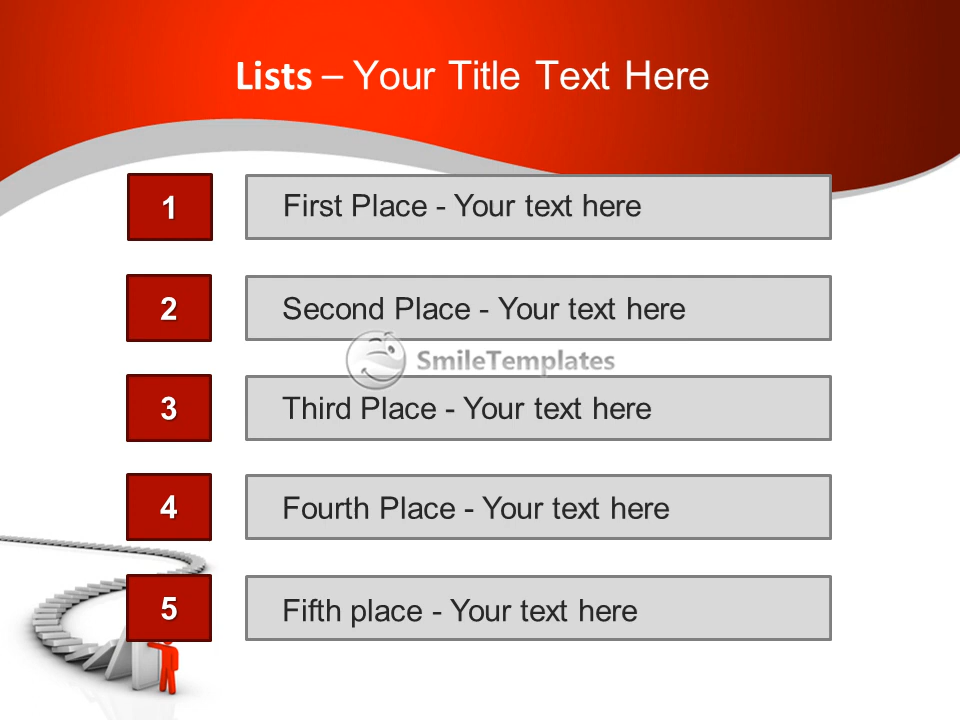 Lists – Your Title Text Here
1 First Place - Your text here
2 Second Place - Your text here
SmileTemplates
3 Third Place - Your text here
4 Fourth Place - Your text here
5 Fifth place - Your text here